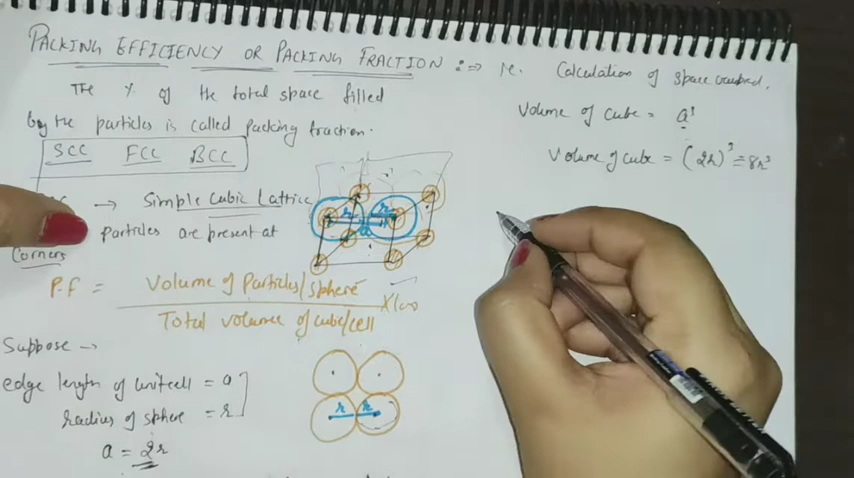 PACKING EFFICIENCY OR PACKING FRACTION :→
The % of the total space filled
by the particles is called packing fraction.
SCC FCC BCC
→ Simple Cubic Lattice
particles are present at
Corners
P.F = Volume of Particles/sphere
Total volume of cube/cell
×100
Suppose →
edge length of unit cell = a
radius of sphere = r
a = 2r
r r
a
r r
Calculation of space occupied.
Volume of Cube = a³
Volume of cube = (2r)³ = 8r³